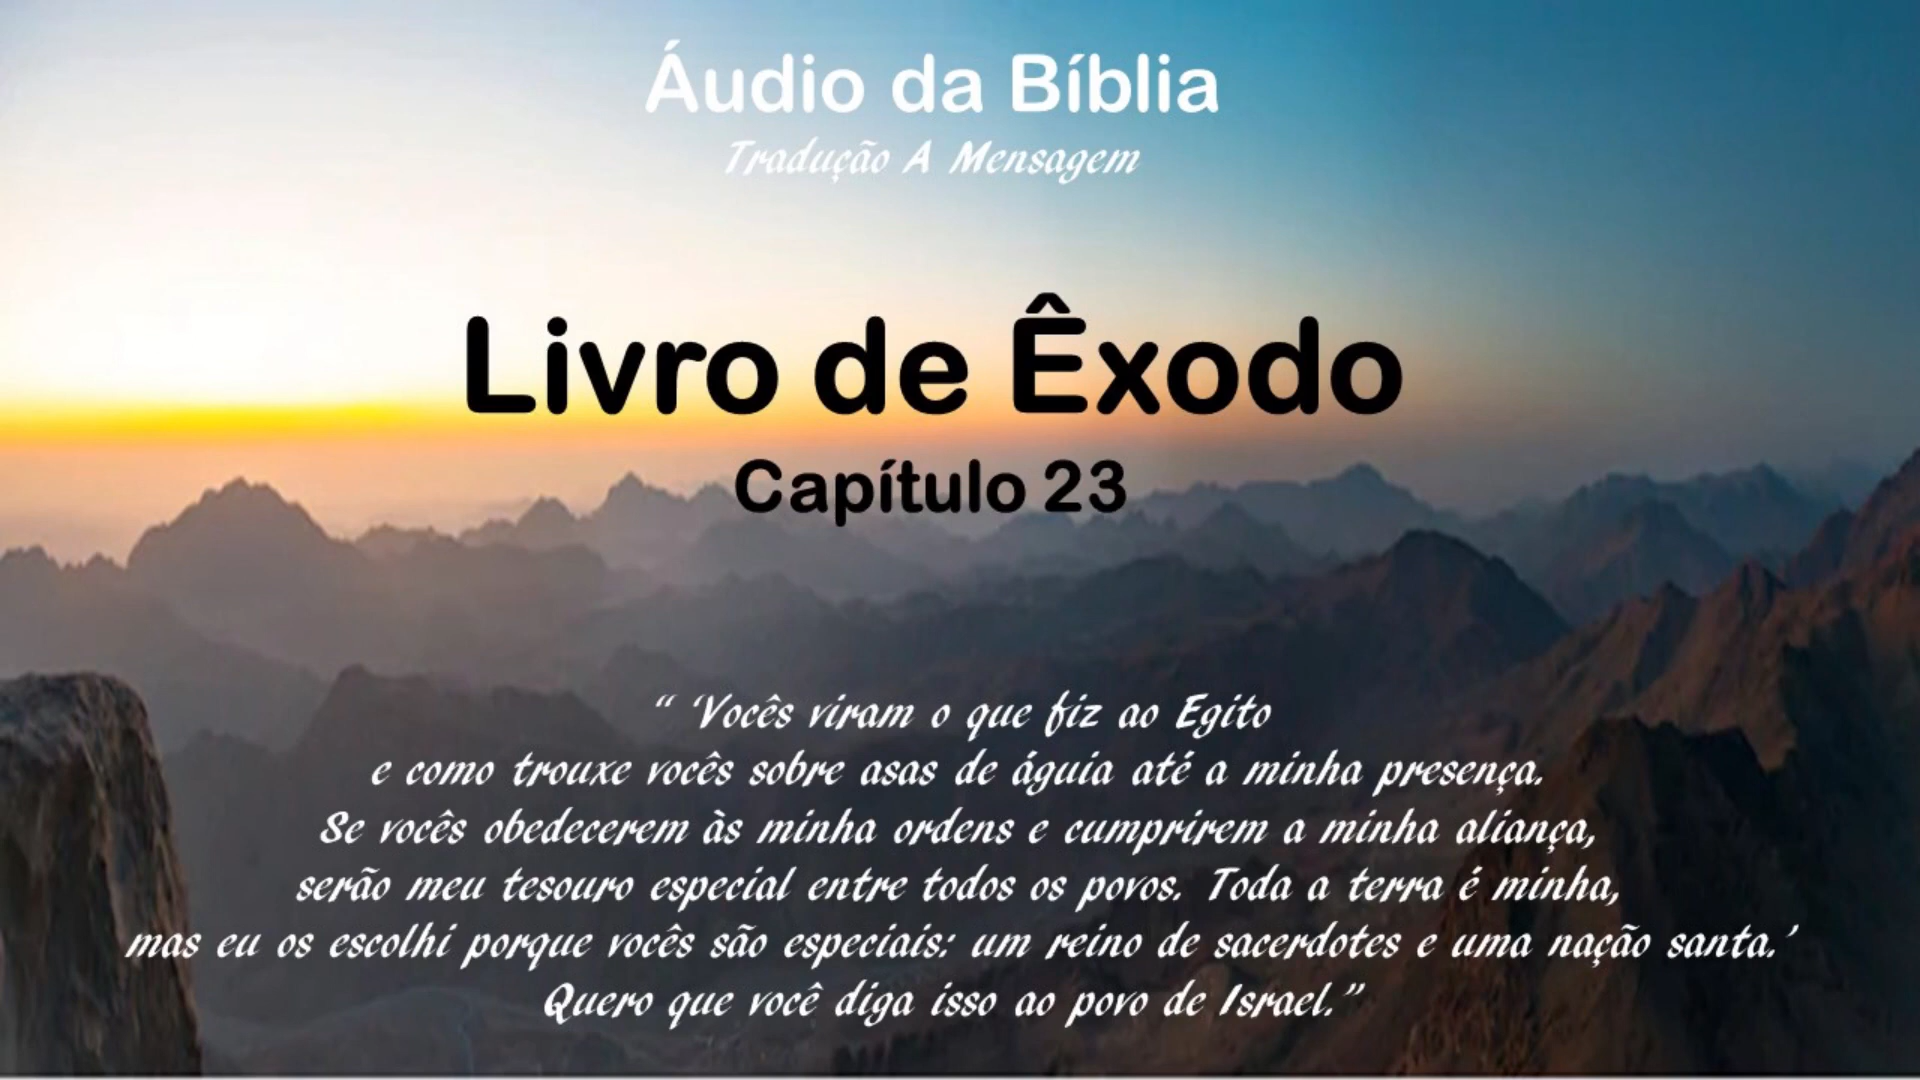 Áudio da Bíblia
Tradução A Mensagem
Livro de Êxodo
Capítulo 23
“ ‘Vocês viram o que fiz ao Egito
e como trouxe vocês sobre asas de águia até a minha presença.
Se vocês obedecerem às minha ordens e cumprirem a minha aliança,
serão meu tesouro especial entre todos os povos. Toda a terra é minha,
mas eu os escolhi porque vocês são especiais: um reino de sacerdotes e uma nação santa.’
Quero que você diga isso ao povo de Israel.”